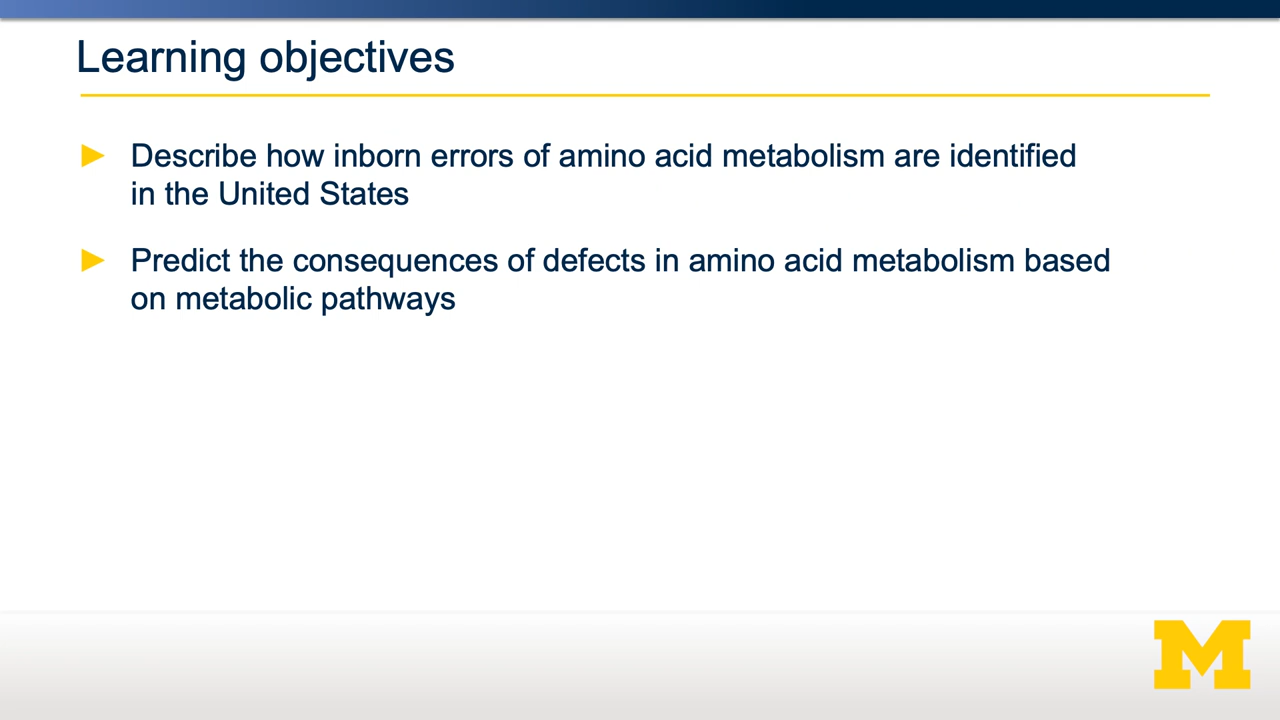 Learning objectives
Describe how inborn errors of amino acid metabolism are identified
in the United States
Predict the consequences of defects in amino acid metabolism based
on metabolic pathways
M